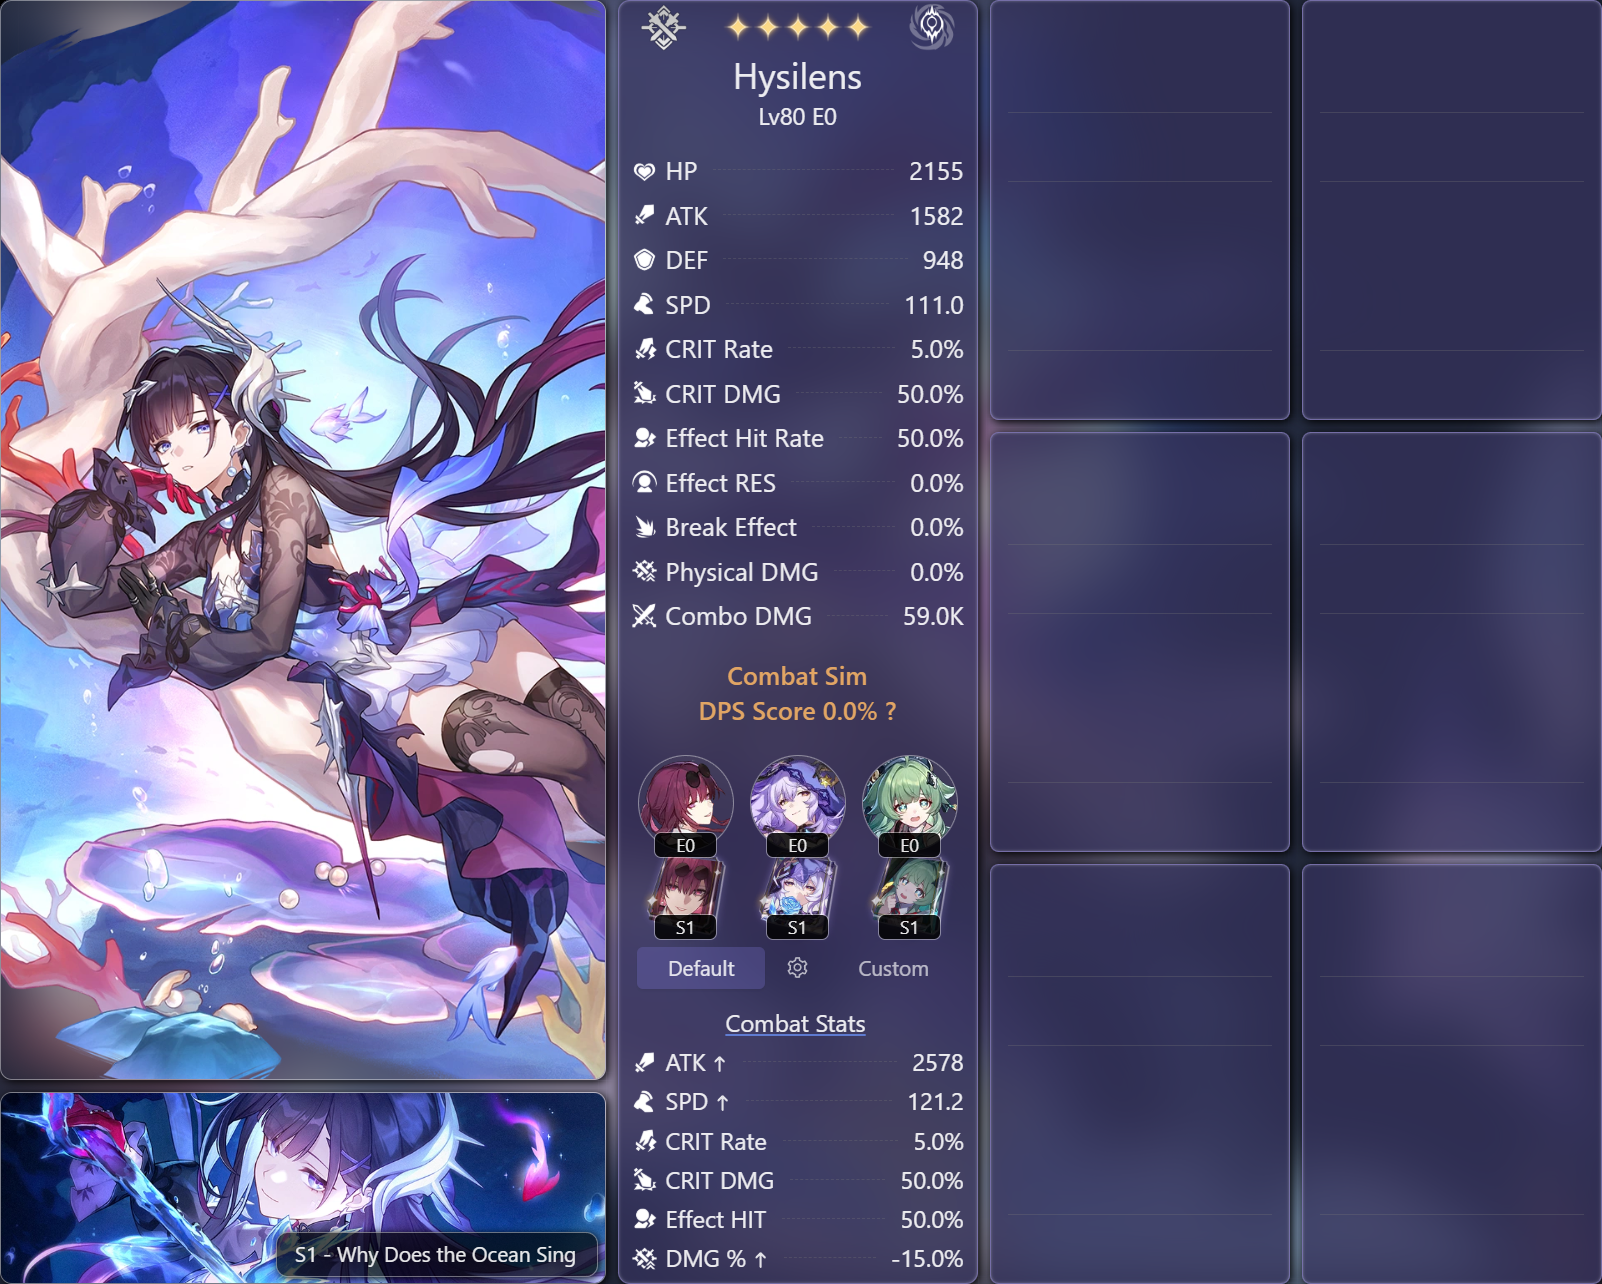 Hysilens
Lv80 E0
HP 2155
ATK 1582
DEF 948
SPD 111.0
CRIT Rate 5.0%
CRIT DMG 50.0%
Effect Hit Rate 50.0%
Effect RES 0.0%
Break Effect 0.0%
Physical DMG 0.0%
Combo DMG 59.0K
Combat Sim
DPS Score 0.0% ?
E0 E0 E0
S1 S1 S1
Default Custom
Combat Stats
ATK ↑ 2578
SPD ↑ 121.2
CRIT Rate 5.0%
CRIT DMG 50.0%
Effect HIT 50.0%
DMG % ↑ -15.0%
S1 - Why Does the Ocean Sing